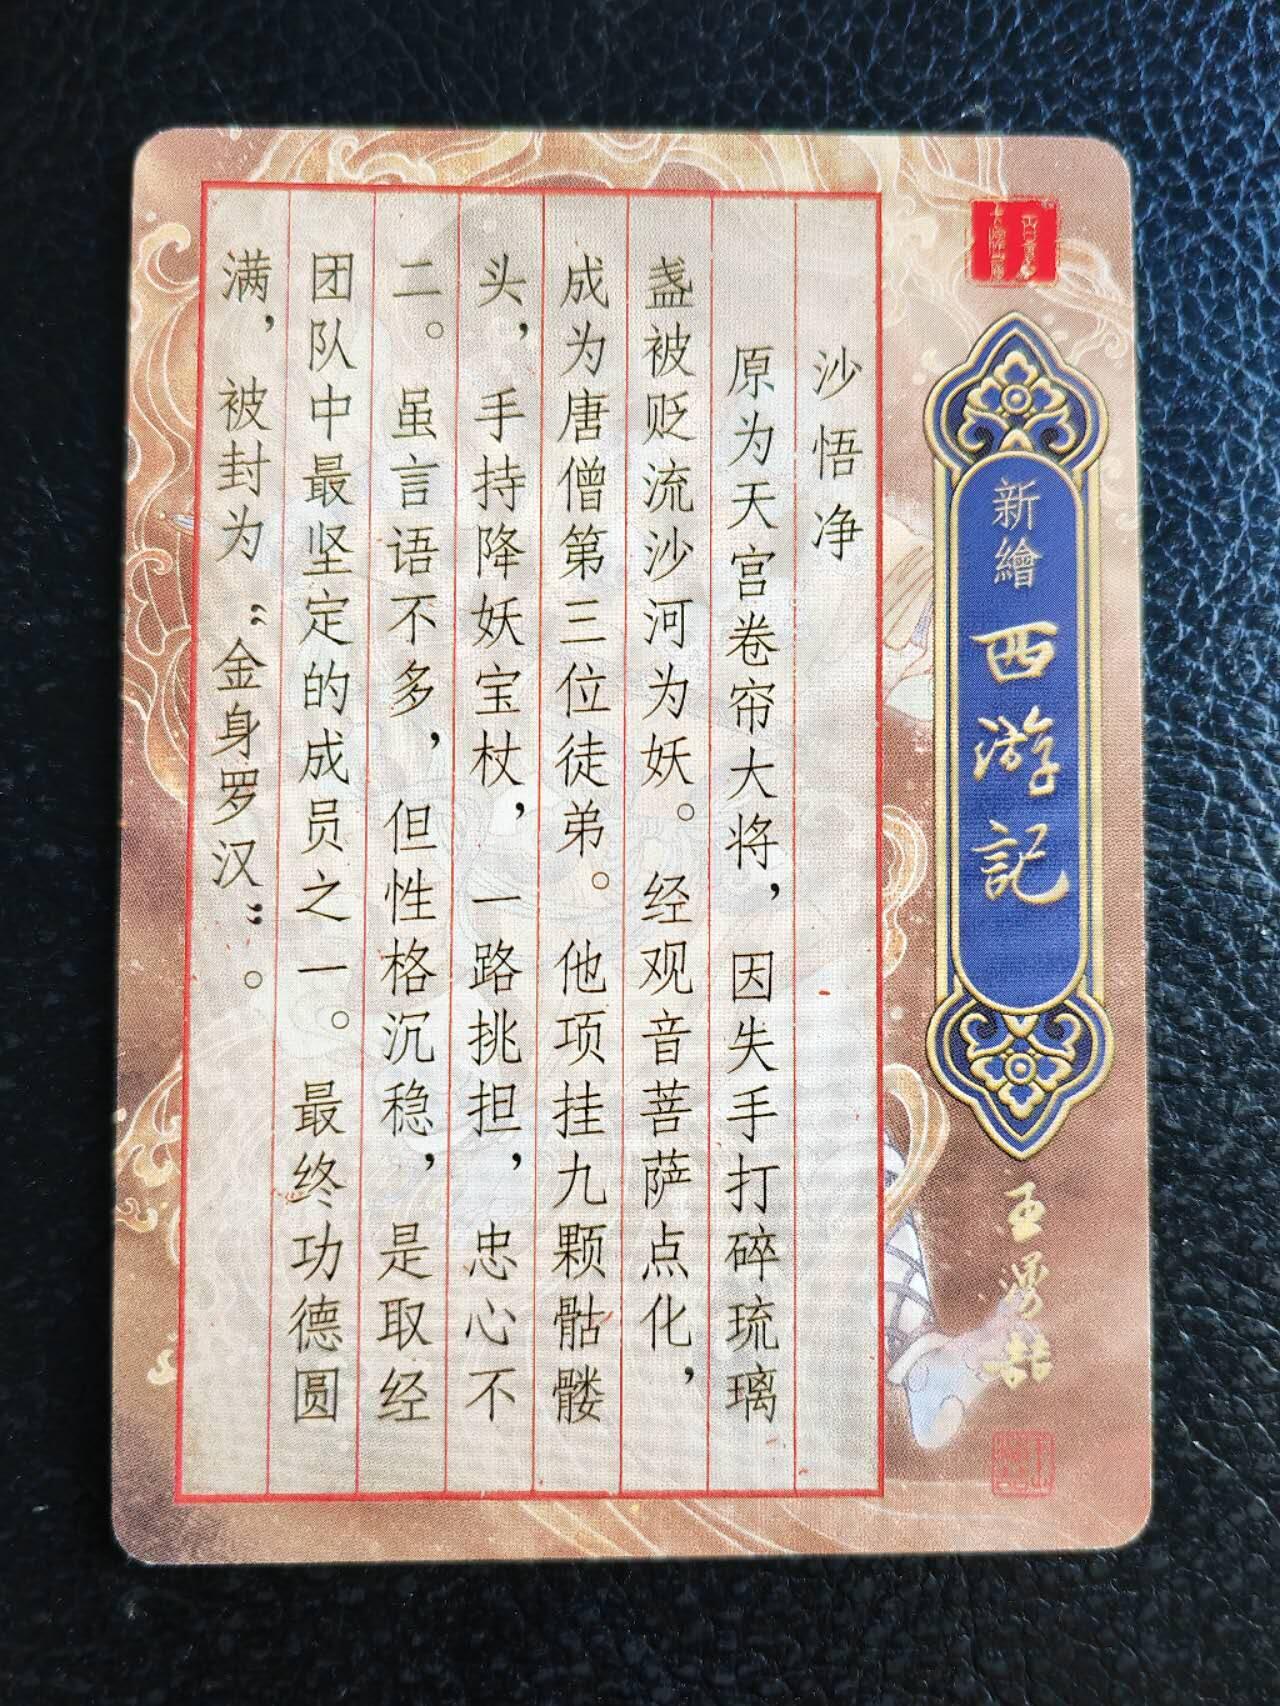 新繪西游記
沙悟净
原为天宫卷帘大将，因失手打碎琉璃
盏被贬流沙河为妖。经观音菩萨点化，
成为唐僧第三位徒弟。他项挂九颗骷髅
头，手持降妖宝杖，一路挑担，忠心不
二。虽言语不多，但性格沉稳，是取经
团队中最坚定的成员之一。最终功德圆
满，被封为“金身罗汉”。